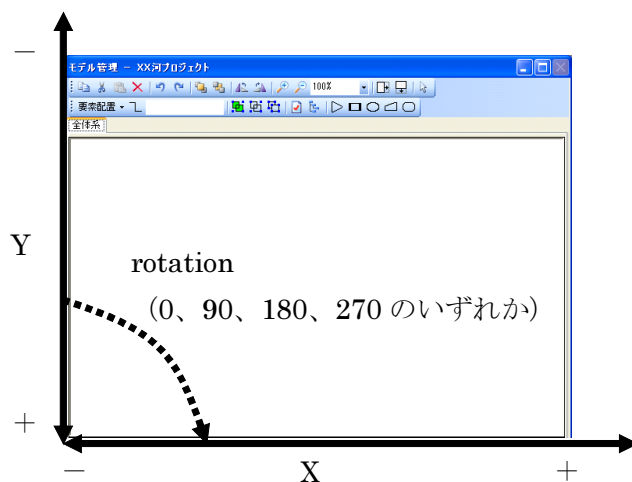 －
モデル管理 － XX河プロジェクト
100%
要素配置
全体系
Y
rotation
（0、90、180、270 のいずれか）
＋
－ X ＋